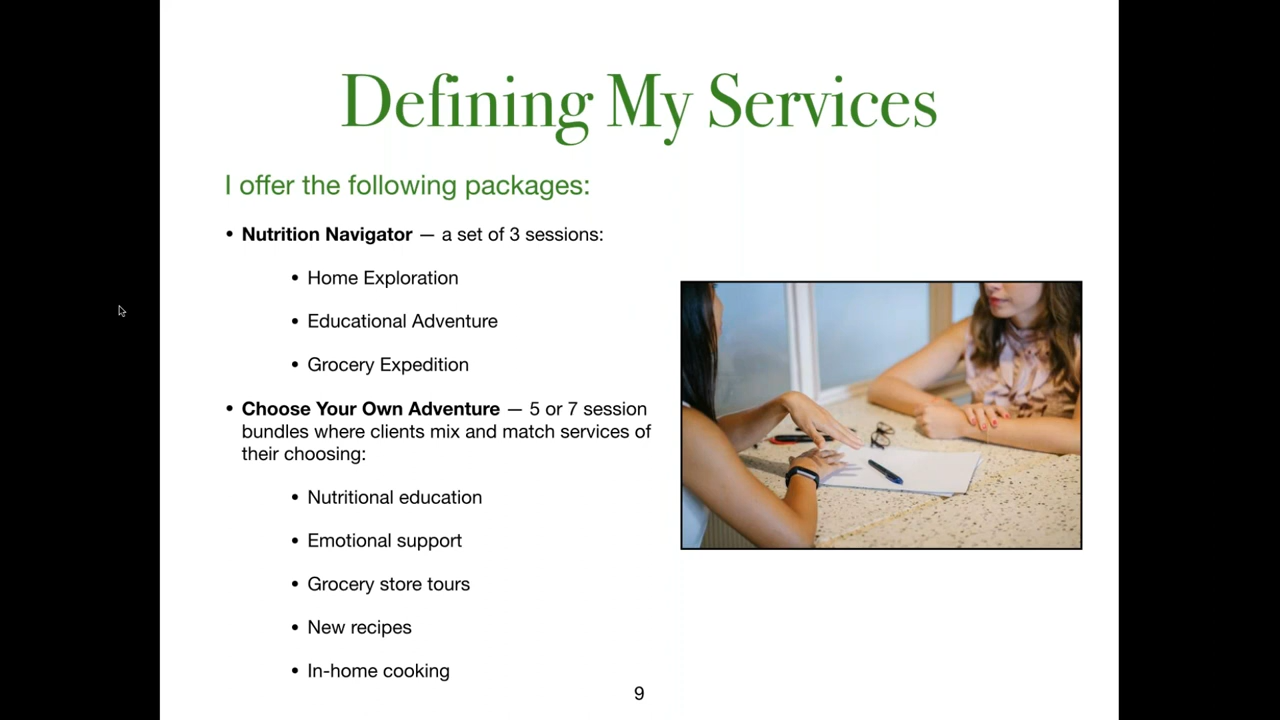 Defining My Services
I offer the following packages:
• Nutrition Navigator — a set of 3 sessions:
• Home Exploration
• Educational Adventure
• Grocery Expedition
• Choose Your Own Adventure — 5 or 7 session
bundles where clients mix and match services of
their choosing:
• Nutritional education
• Emotional support
• Grocery store tours
• New recipes
• In-home cooking
9